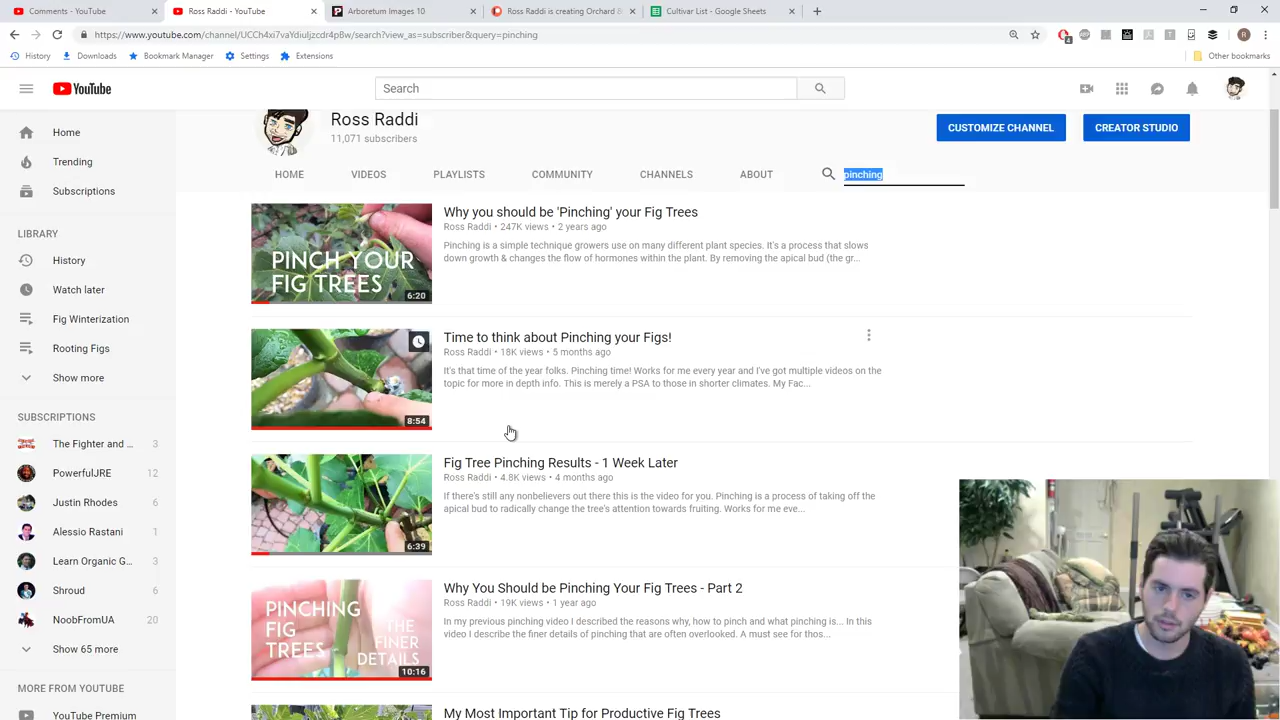 Comments - YouTube
Ross Raddi - YouTube
Arboretum Images 10
Ross Raddi is creating Orchard &
Cultivar List - Google Sheets
https://www.youtube.com/channel/UCCh4xi7vaYdiuljzcdr4p8w/search?view_as=subscriber&query=pinching
History
Downloads
Bookmark Manager
Settings
Extensions
Other bookmarks
YouTube
Search
Home
Trending
Subscriptions
LIBRARY
History
Watch later
Fig Winterization
Rooting Figs
Show more
SUBSCRIPTIONS
The Fighter and ... 3
PowerfulJRE 12
Justin Rhodes 6
Alessio Rastani 1
Learn Organic G... 3
Shroud 6
NoobFromUA 20
Show 65 more
MORE FROM YOUTUBE
YouTube Premium
Ross Raddi
11,071 subscribers
CUSTOMIZE CHANNEL
CREATOR STUDIO
HOME VIDEOS PLAYLISTS COMMUNITY CHANNELS ABOUT pinching
PINCH YOUR
FIG TREES
6:20
Why you should be 'Pinching' your Fig Trees
Ross Raddi • 247K views • 2 years ago
Pinching is a simple technique growers use on many different plant species. It's a process that slows
down growth & changes the flow of hormones within the plant. By removing the apical bud (the gr...
8:54
Time to think about Pinching your Figs!
Ross Raddi • 18K views • 5 months ago
It's that time of the year folks. Pinching time! Works for me every year and I've got multiple videos on the
topic for more in depth info. This is merely a PSA to those in shorter climates. My Fac...
6:39
Fig Tree Pinching Results - 1 Week Later
Ross Raddi • 4.8K views • 4 months ago
If there's still any nonbelievers out there this is the video for you. Pinching is a process of taking off the
apical bud to radically change the tree's attention towards fruiting. Works for me eve...
PINCHING
FIG
TREES -
THE
FINER
DETAILS
10:16
Why You Should be Pinching Your Fig Trees - Part 2
Ross Raddi • 19K views • 1 year ago
In my previous pinching video I described the reasons why, how to pinch and what pinching is... In this
video I describe the finer details of pinching that are often overlooked. A must see for thos...
My Most Important Tip for Productive Fig Trees